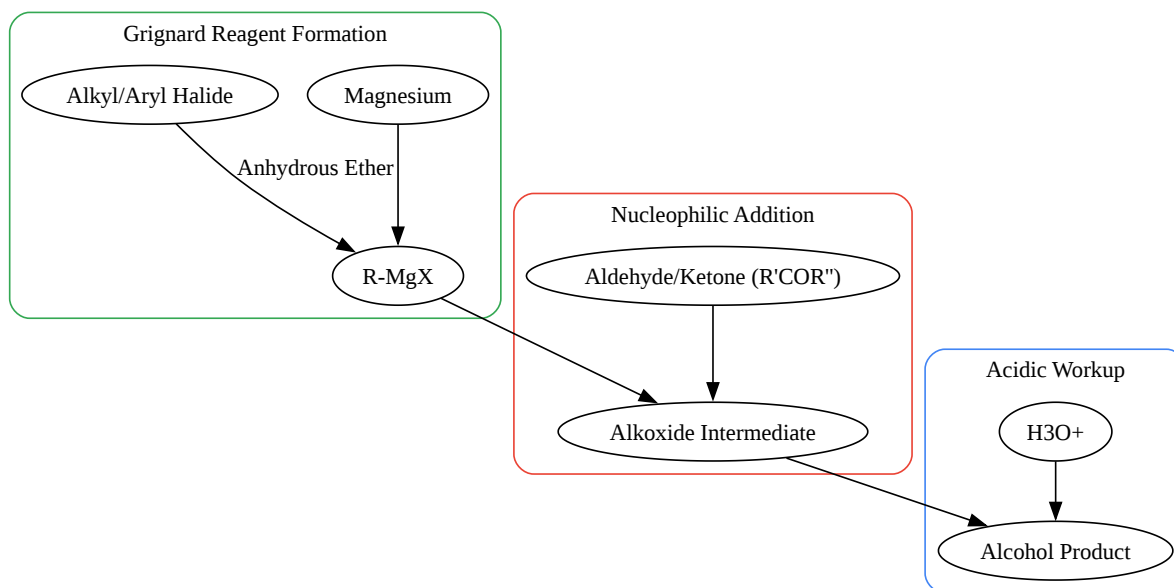 Grignard Reagent Formation
Alkyl/Aryl Halide
Magnesium
Anhydrous Ether
R-MgX
Nucleophilic Addition
Aldehyde/Ketone (R'COR")
Alkoxide Intermediate
Acidic Workup
H3O+
Alcohol Product